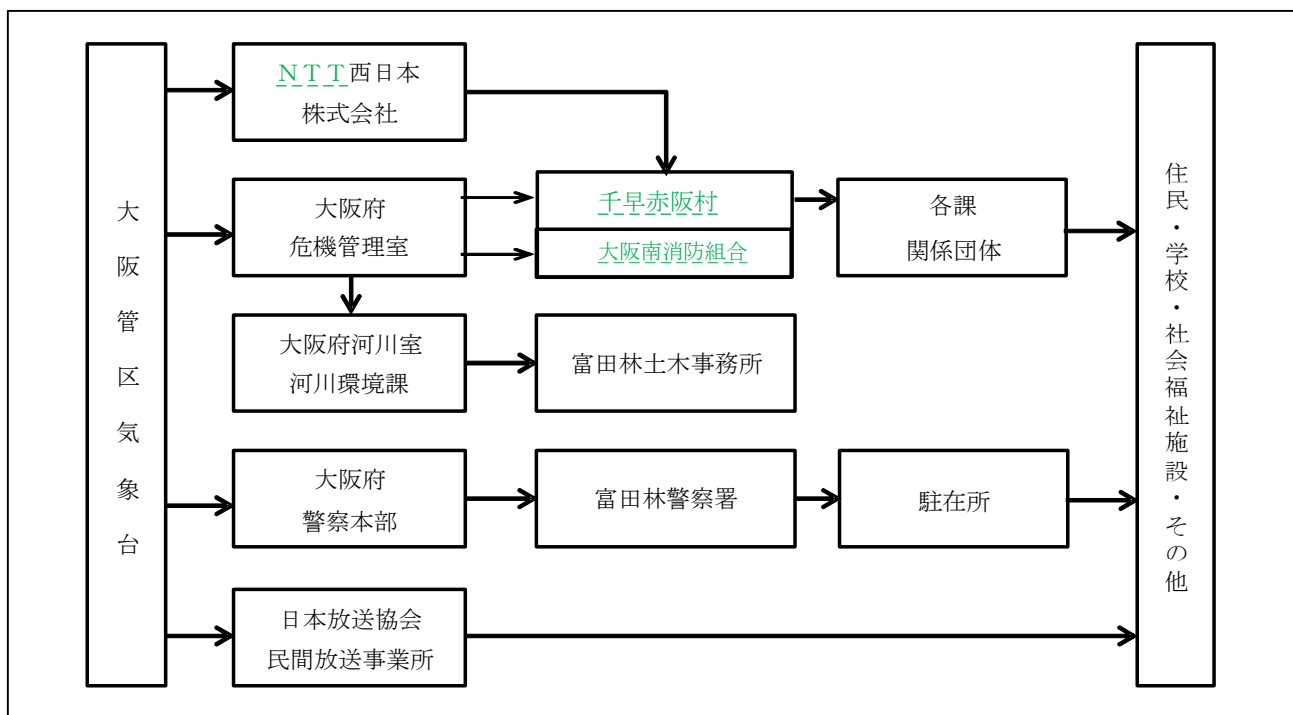 大阪管区気象台
ＮＴＴ西日本
株式会社
大阪府
危機管理室
千早赤阪村
大阪南消防組合
各課
関係団体
大阪府河川室
河川環境課
富田林土木事務所
大阪府
警察本部
富田林警察署
駐在所
日本放送協会
民間放送事業所
住民・学校・社会福祉施設・その他